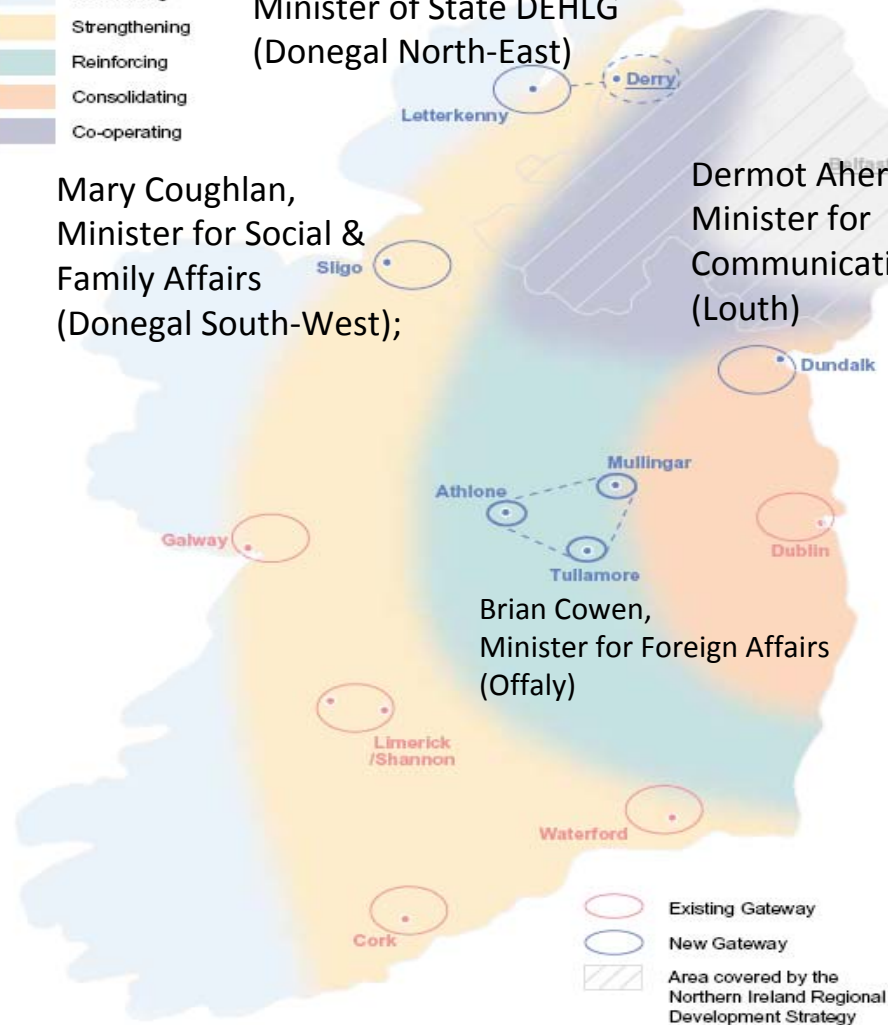 Strengthening
Reinforcing
Consolidating
Co-operating
Minister of State DEHLG
(Donegal North-East)
Derry
Letterkenny
Belfast
Mary Coughlan,
Minister for Social &
Family Affairs
(Donegal South-West);
Sligo
Dermot
Minister for
(Louth)
Dundalk
Mullingar
Athlone
Tullamore
Galway
Dublin
Brian Cowen,
Minister for Foreign Affairs
(Offaly)
Limerick
/Shannon
Waterford
Cork
Existing Gateway
New Gateway
Area covered by the
Northern Ireland Regional
Development Strategy